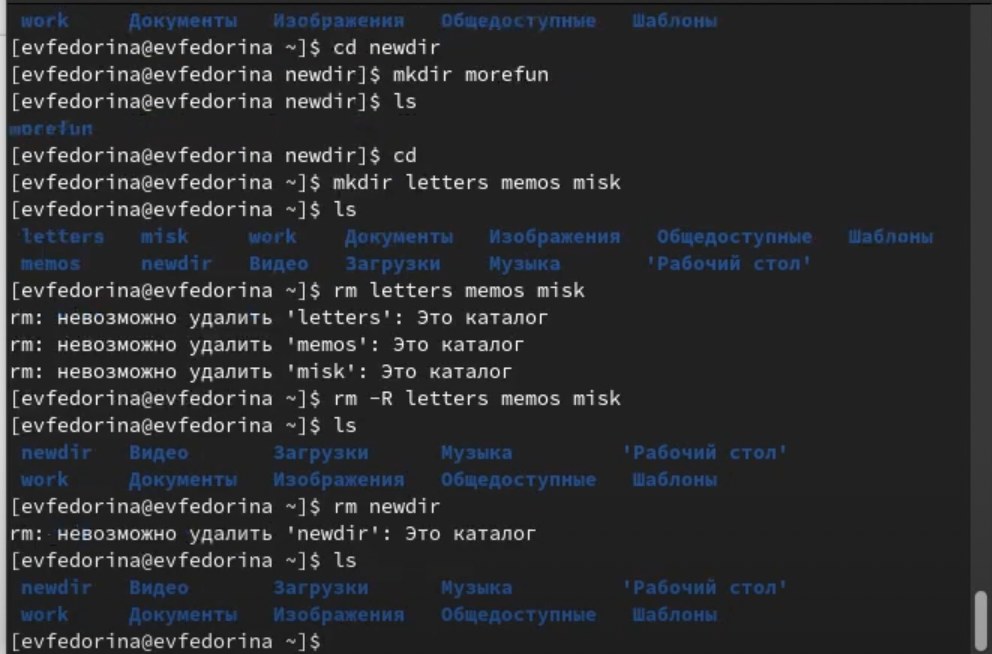 work Документы Изображения Общедоступные Шаблоны
[evfedorina@evfedorina ~]$ cd newdir
[evfedorina@evfedorina newdir]$ mkdir morefun
[evfedorina@evfedorina newdir]$ ls
morefun
[evfedorina@evfedorina newdir]$ cd
[evfedorina@evfedorina ~]$ mkdir letters memos misk
[evfedorina@evfedorina ~]$ ls
letters misk work Документы Изображения Общедоступные Шаблоны
memos newdir Видео Загрузки Музыка 'Рабочий стол'
[evfedorina@evfedorina ~]$ rm letters memos misk
rm: невозможно удалить 'letters': Это каталог
rm: невозможно удалить 'memos': Это каталог
rm: невозможно удалить 'misk': Это каталог
[evfedorina@evfedorina ~]$ rm -R letters memos misk
[evfedorina@evfedorina ~]$ ls
newdir Видео Загрузки Музыка 'Рабочий стол'
work Документы Изображения Общедоступные Шаблоны
[evfedorina@evfedorina ~]$ rm newdir
rm: невозможно удалить 'newdir': Это каталог
[evfedorina@evfedorina ~]$ ls
newdir Видео Загрузки Музыка 'Рабочий стол'
work Документы Изображения Общедоступные Шаблоны
[evfedorina@evfedorina ~]$